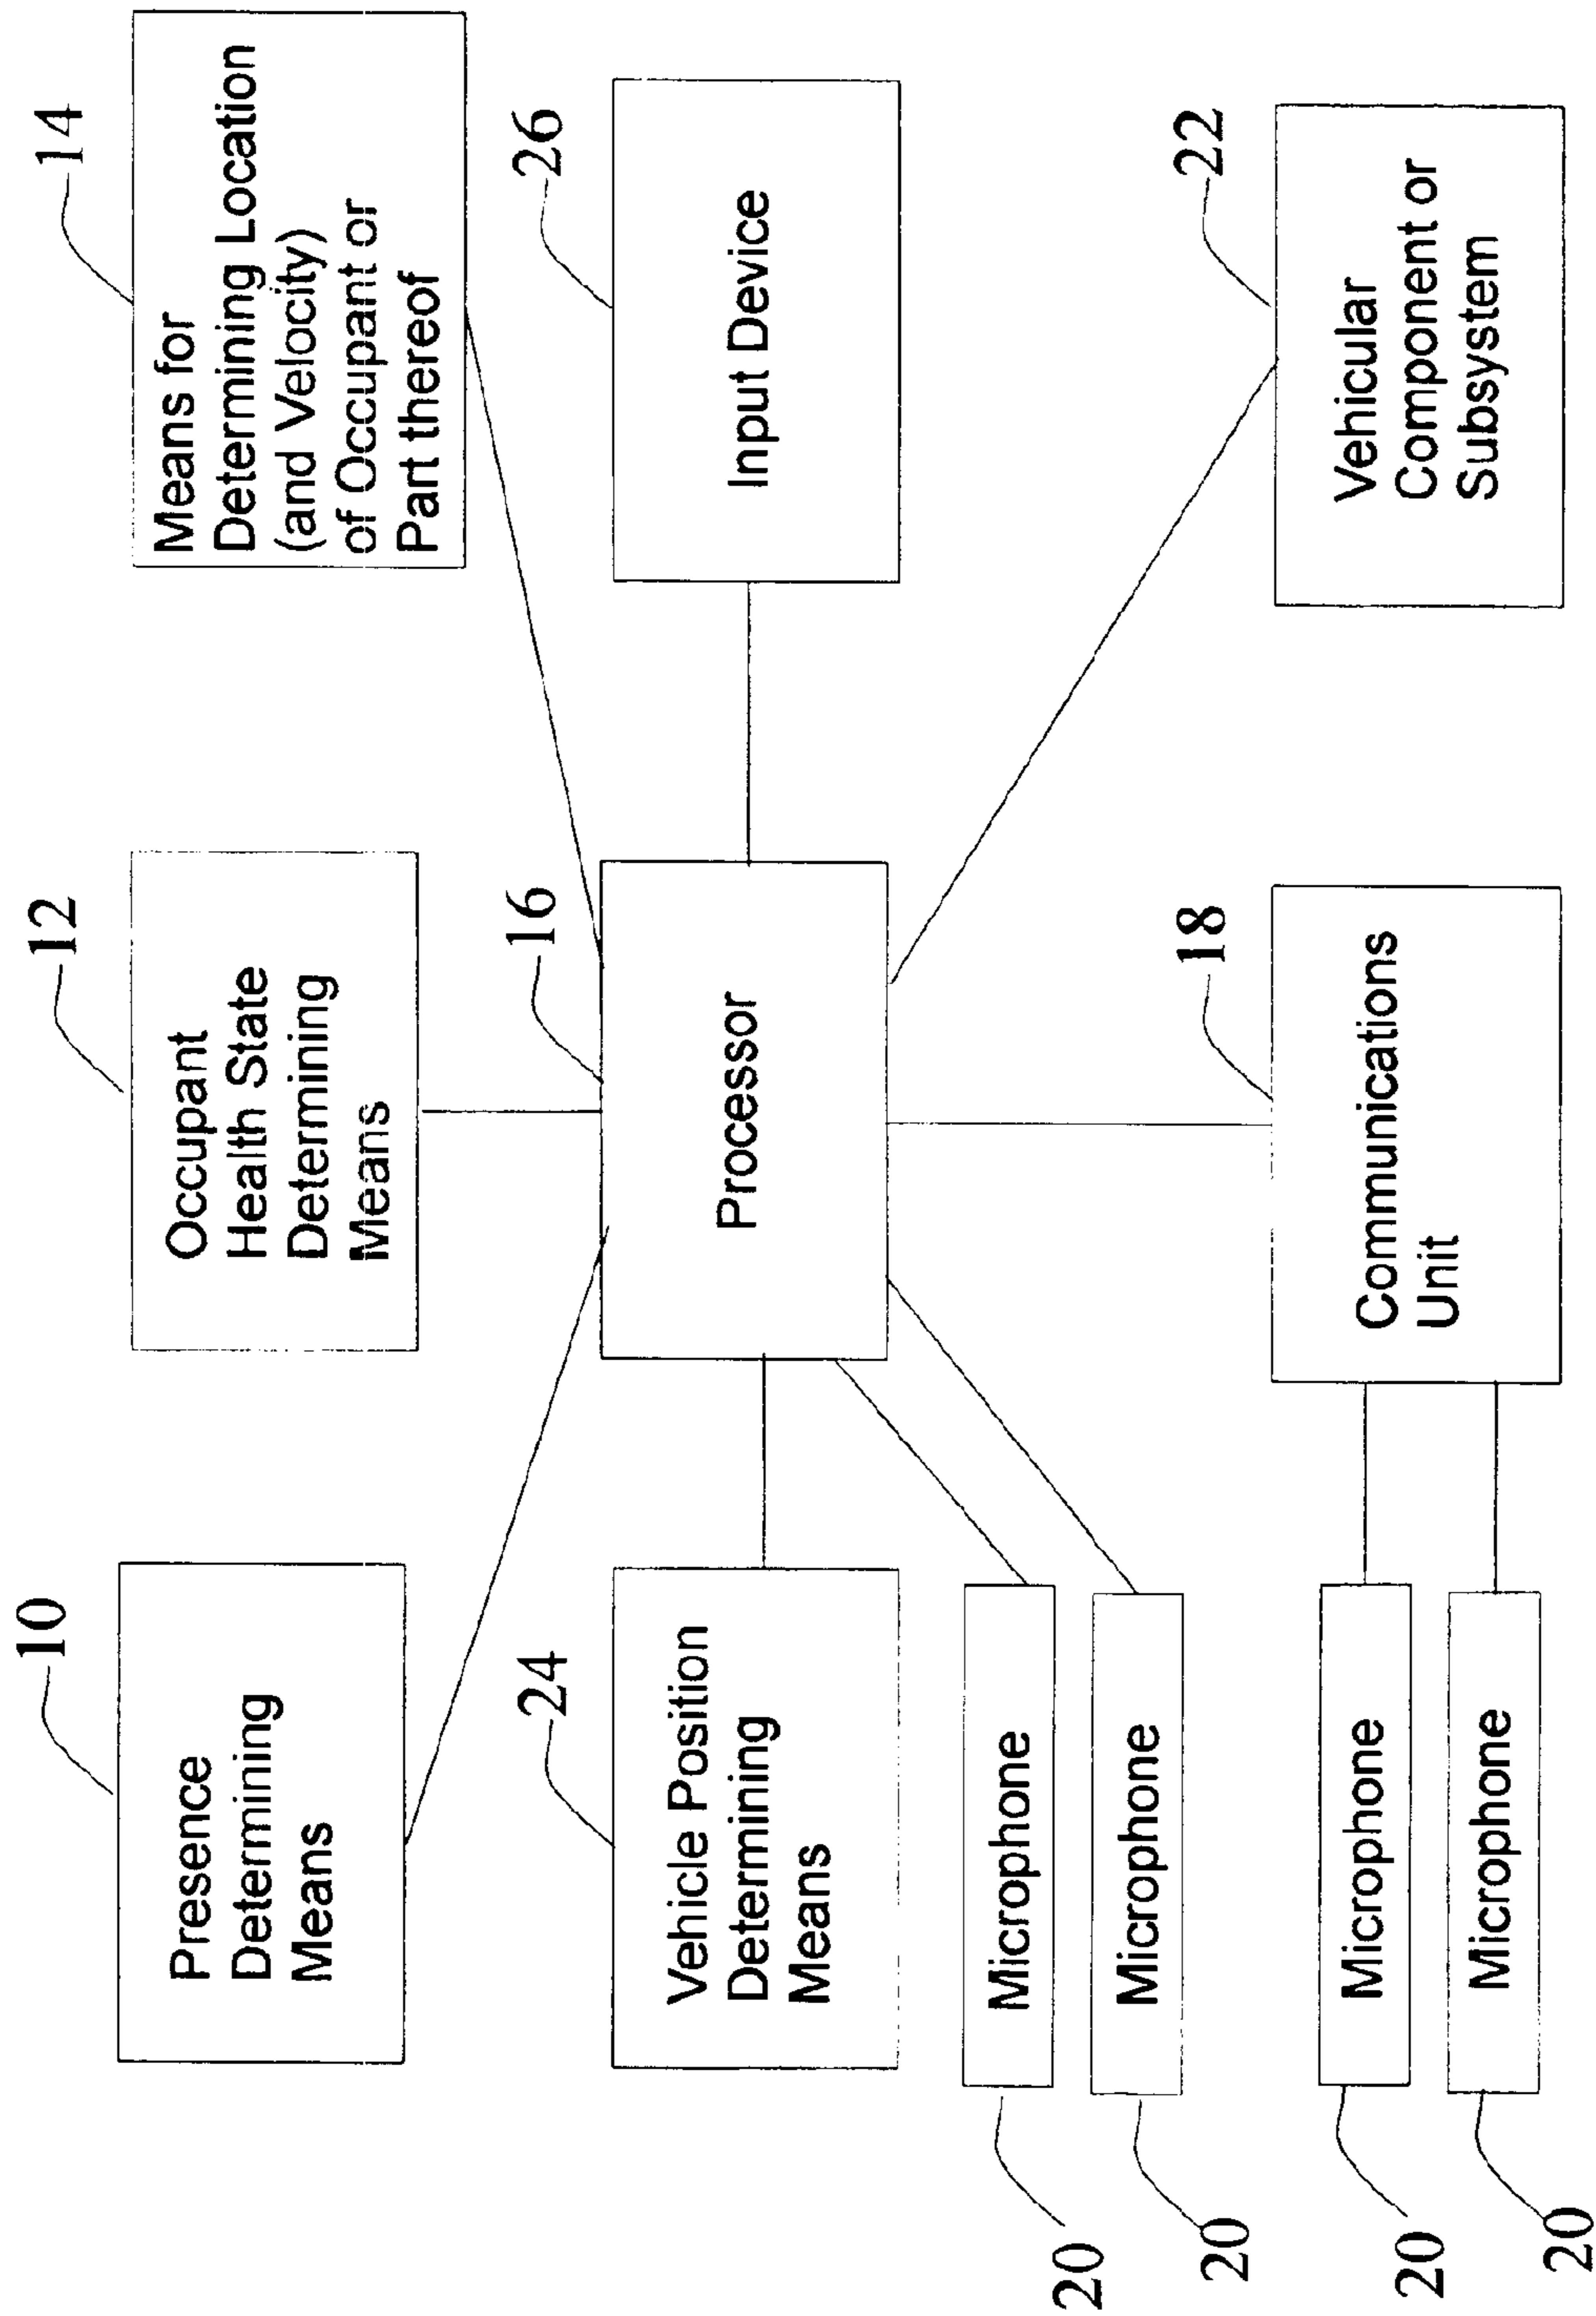 10
Presence
Determining
Means
12
Occupant
Health State
Determining
Means
14
Means for
Determining Location
(and Velocity)
of Occupant or
Part thereof
24
Vehicle Position
Determining
Means
16
Processor
26
Input Device
Microphone
20
Microphone
20
Microphone
20
Microphone
20
18
Communications
Unit
22
Vehicular
Component or
Subsystem